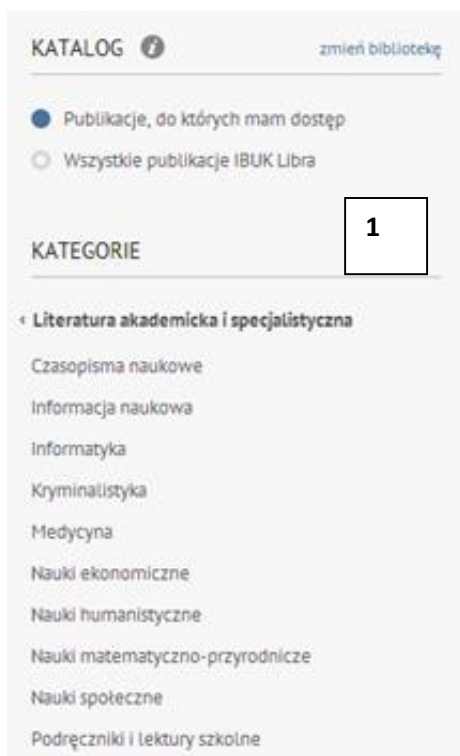 KATALOG i zmień bibliotekę
Publikacje, do których mam dostęp
Wszystkie publikacje IBUK Libra
1
KATEGORIE
‹ Literatura akademicka i specjalistyczna
Czasopisma naukowe
Informacja naukowa
Informatyka
Kryminalistyka
Medycyna
Nauki ekonomiczne
Nauki humanistyczne
Nauki matematyczno-przyrodnicze
Nauki społeczne
Podręczniki i lektury szkolne